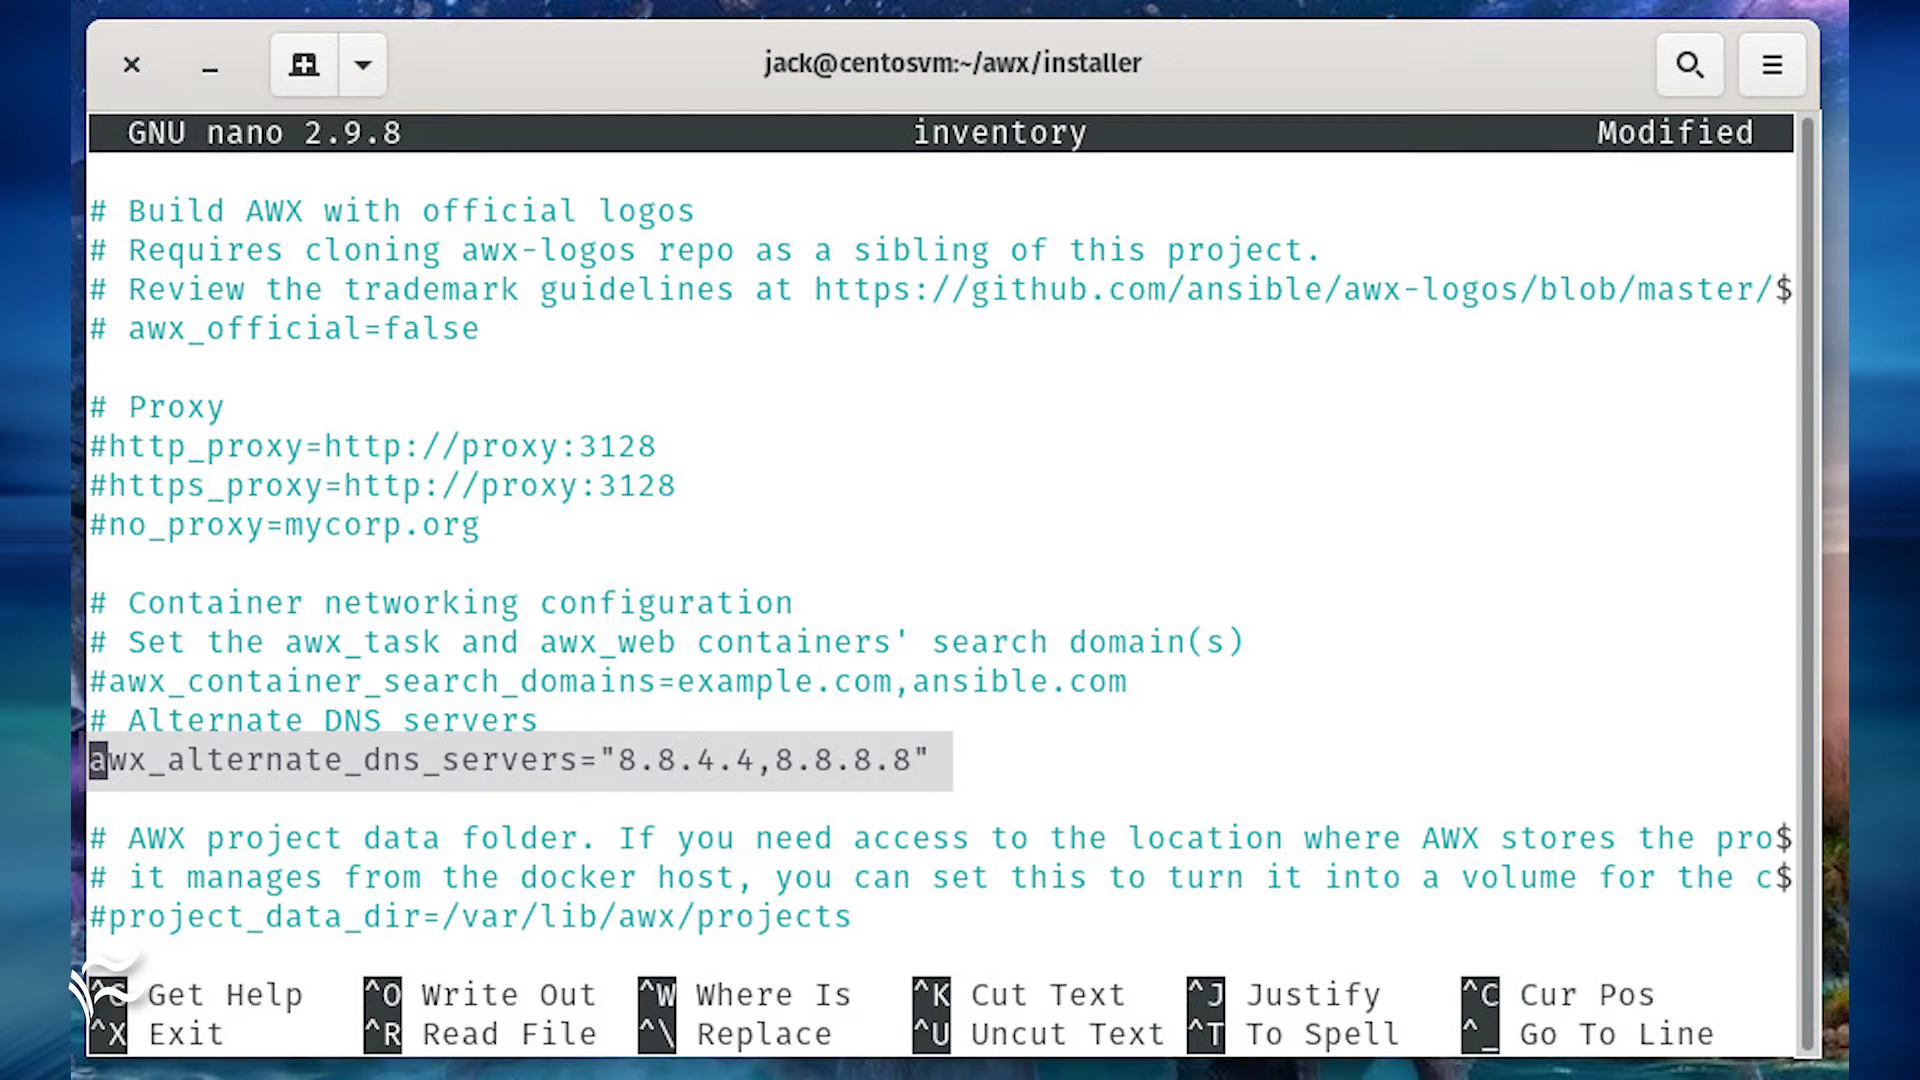 jack@centosvm:~/awx/installer
GNU nano 2.9.8 inventory Modified
# Build AWX with official logos
# Requires cloning awx-logos repo as a sibling of this project.
# Review the trademark guidelines at https://github.com/ansible/awx-logos/blob/master/$
# awx_official=false
# Proxy
#http_proxy=http://proxy:3128
#https_proxy=http://proxy:3128
#no_proxy=mycorp.org
# Container networking configuration
# Set the awx_task and awx_web containers' search domain(s)
#awx_container_search_domains=example.com,ansible.com
# Alternate DNS servers
awx_alternate_dns_servers="8.8.4.4,8.8.8.8"
# AWX project data folder. If you need access to the location where AWX stores the pro$
# it manages from the docker host, you can set this to turn it into a volume for the c$
#project_data_dir=/var/lib/awx/projects
^G Get Help ^O Write Out ^W Where Is ^K Cut Text ^J Justify ^C Cur Pos
^X Exit ^R Read File ^\ Replace ^U Uncut Text ^T To Spell ^_ Go To Line